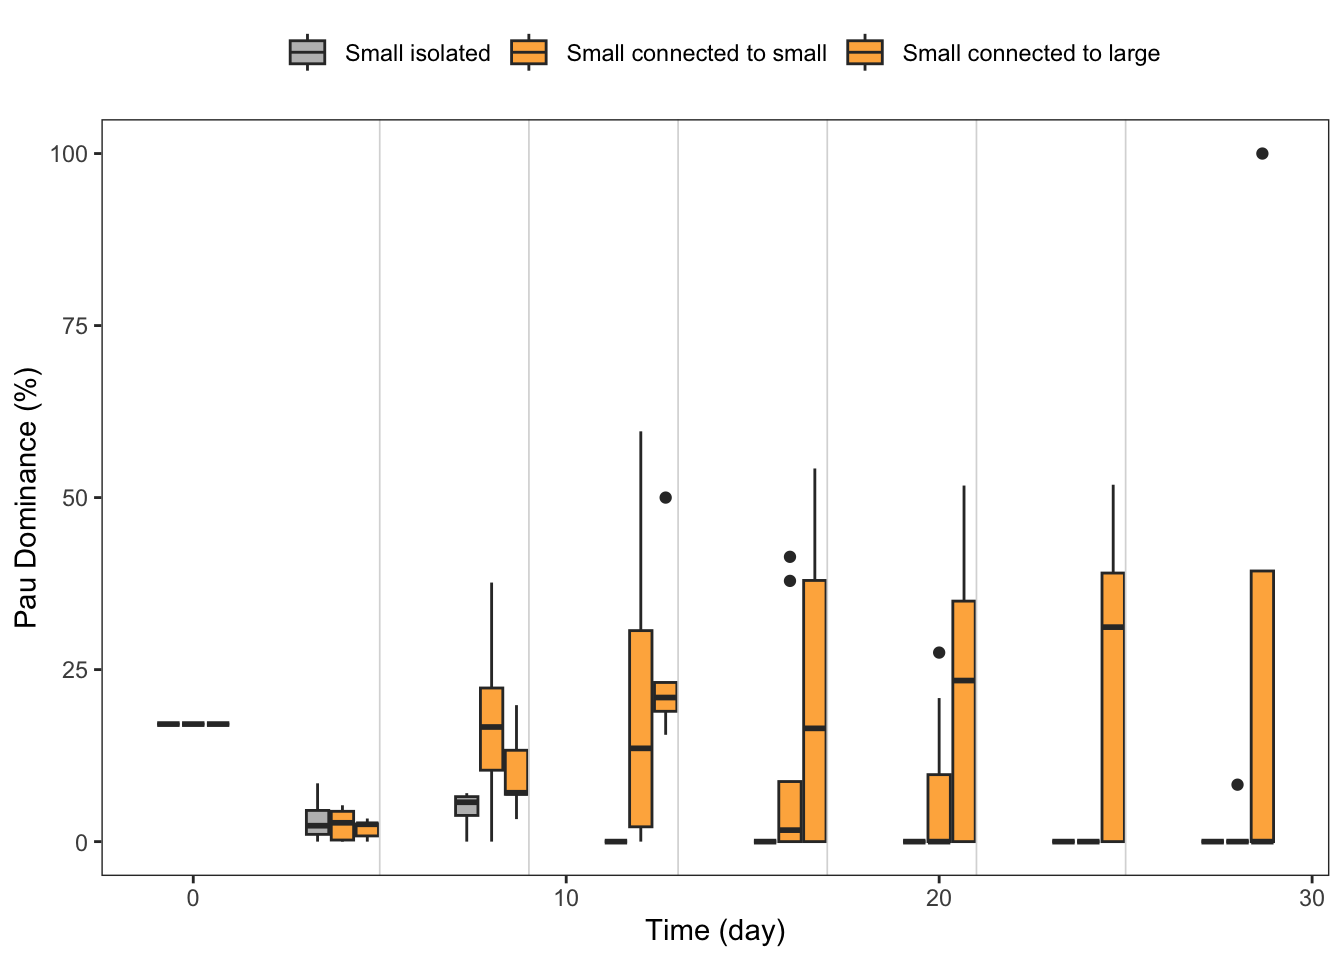 Small isolated Small connected to small Small connected to large
100
75
50
25
0
Pau Dominance (%)
0 10 20 30
Time (day)